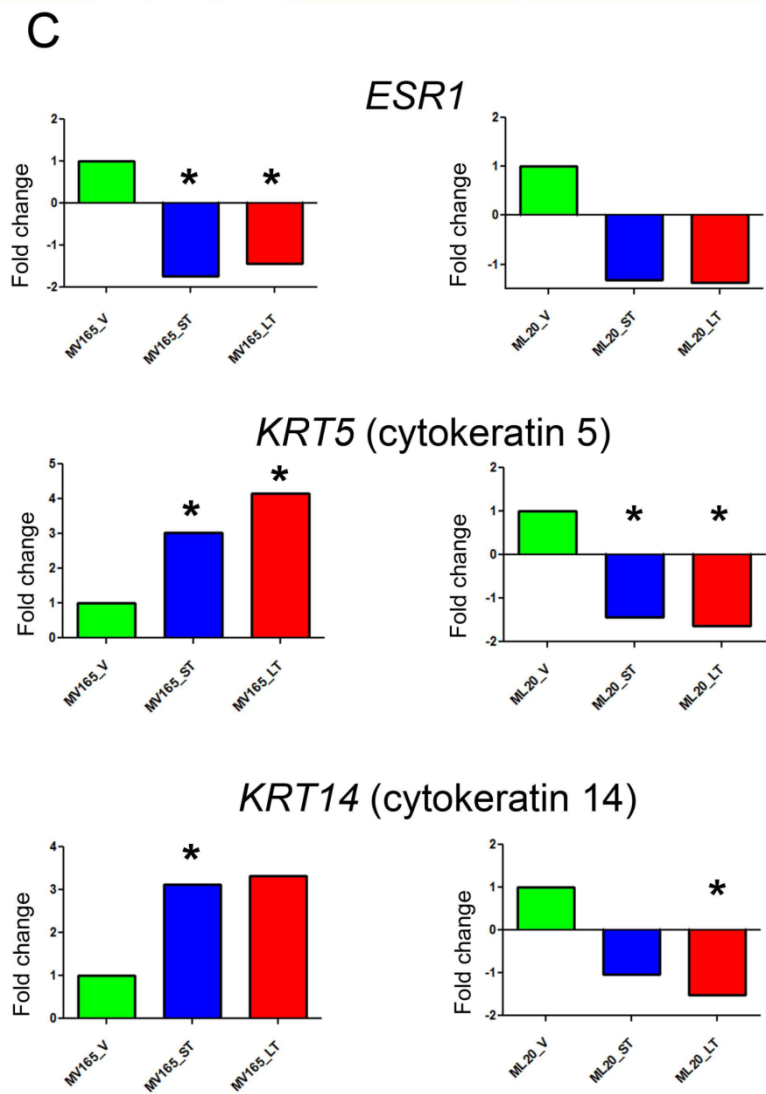 C
ESR1
Fold change
2
1
0
-1
-2
*
*
MV165_V
MV165_ST
MV165_LT
Fold change
2
1
0
-1
ML20_V
ML20_ST
ML20_LT
KRT5 (cytokeratin 5)
Fold change
5
4
3
2
1
0
*
*
MV165_V
MV165_ST
MV165_LT
Fold change
2
1
0
-1
-2
*
*
ML20_V
ML20_ST
ML20_LT
KRT14 (cytokeratin 14)
Fold change
4
3
2
1
0
*
MV165_V
MV165_ST
MV165_LT
Fold change
2
1
0
-1
-2
*
ML20_V
ML20_ST
ML20_LT